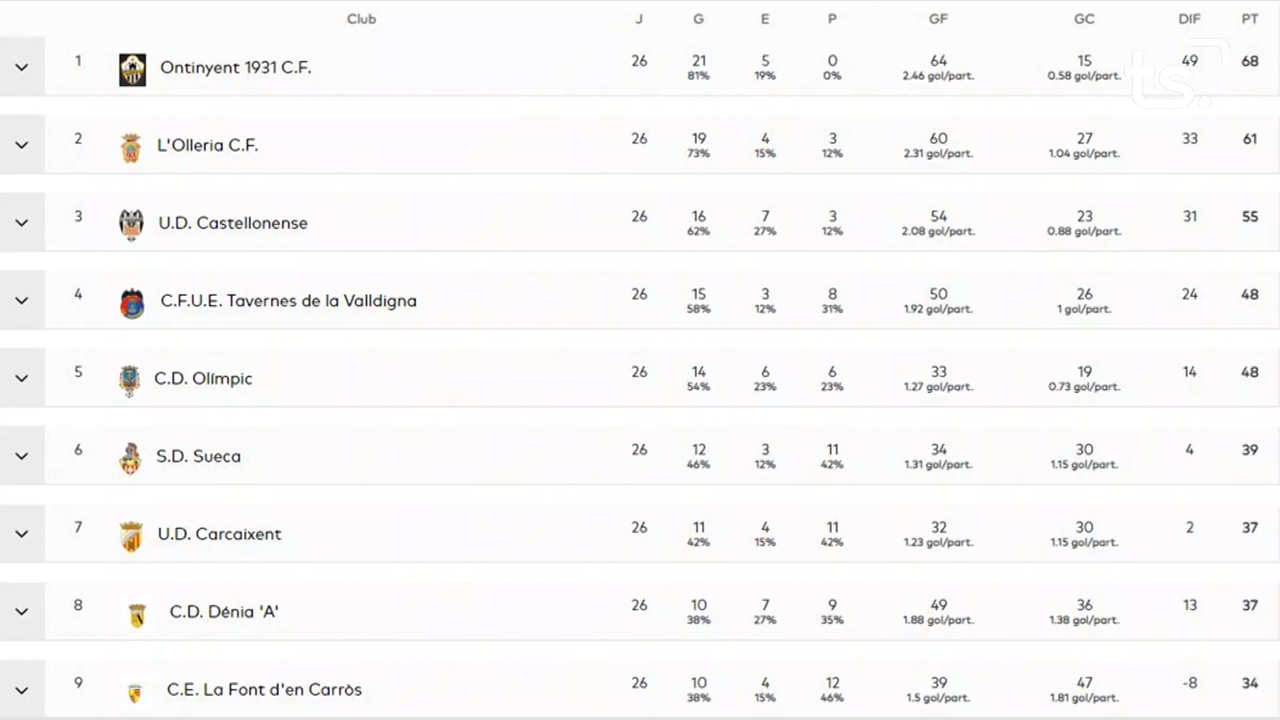 Club J G E P GF GC DIF PT
1 Ontinyent 1931 C.F. 26 21 5 0 64 15 49 68
81% 19% 0% 2.46 gol/part. 0.58 gol/part.
ts.
2 L'Olleria C.F. 26 19 4 3 60 27 33 61
73% 15% 12% 2.31 gol/part. 1.04 gol/part.
3 U.D. Castellonense 26 16 7 3 54 23 31 55
62% 27% 12% 2.08 gol/part. 0.88 gol/part.
4 C.F.U.E. Tavernes de la Valldigna 26 15 3 8 50 26 24 48
58% 12% 31% 1.92 gol/part. 1 gol/part.
5 C.D. Olímpic 26 14 6 6 33 19 14 48
54% 23% 23% 1.27 gol/part. 0.73 gol/part.
6 S.D. Sueca 26 12 3 11 34 30 4 39
46% 12% 42% 1.31 gol/part. 1.15 gol/part.
7 U.D. Carcaixent 26 11 4 11 32 30 2 37
42% 15% 42% 1.23 gol/part. 1.15 gol/part.
8 C.D. Dénia 'A' 26 10 7 9 49 36 13 37
38% 27% 35% 1.88 gol/part. 1.38 gol/part.
9 C.E. La Font d'en Carròs 26 10 4 12 39 47 -8 34
38% 15% 46% 1.5 gol/part. 1.81 gol/part.